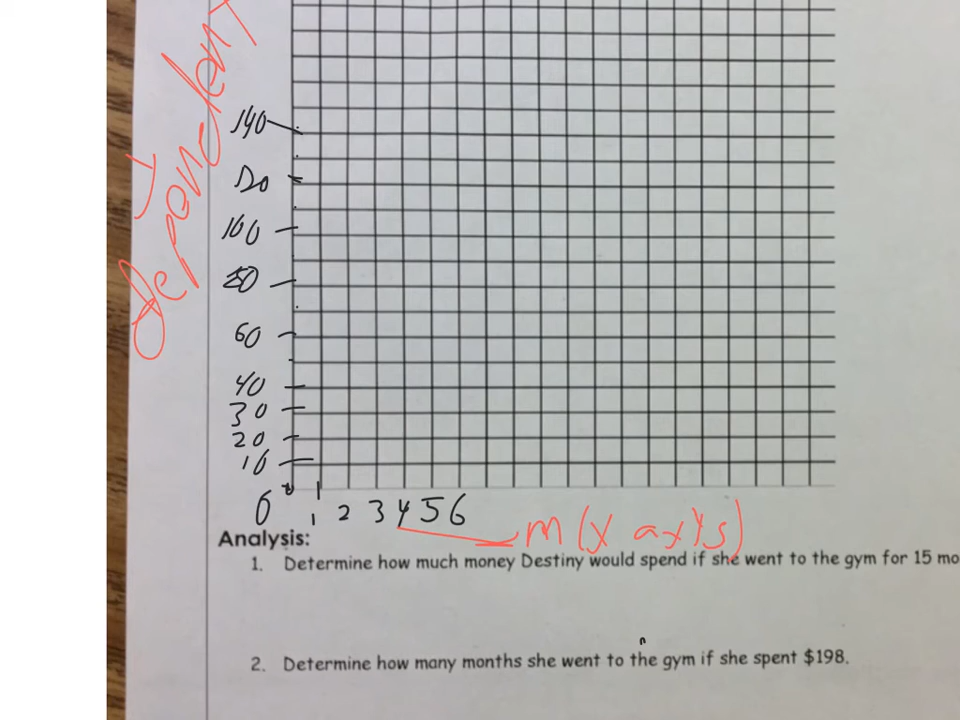 y dependent
140
120
100
80
60
40
30
20
10
0 1 2 3 4 5 6
m (x axis)
Analysis:
1. Determine how much money Destiny would spend if she went to the gym for 15 mo
2. Determine how many months she went to the gym if she spent $198.